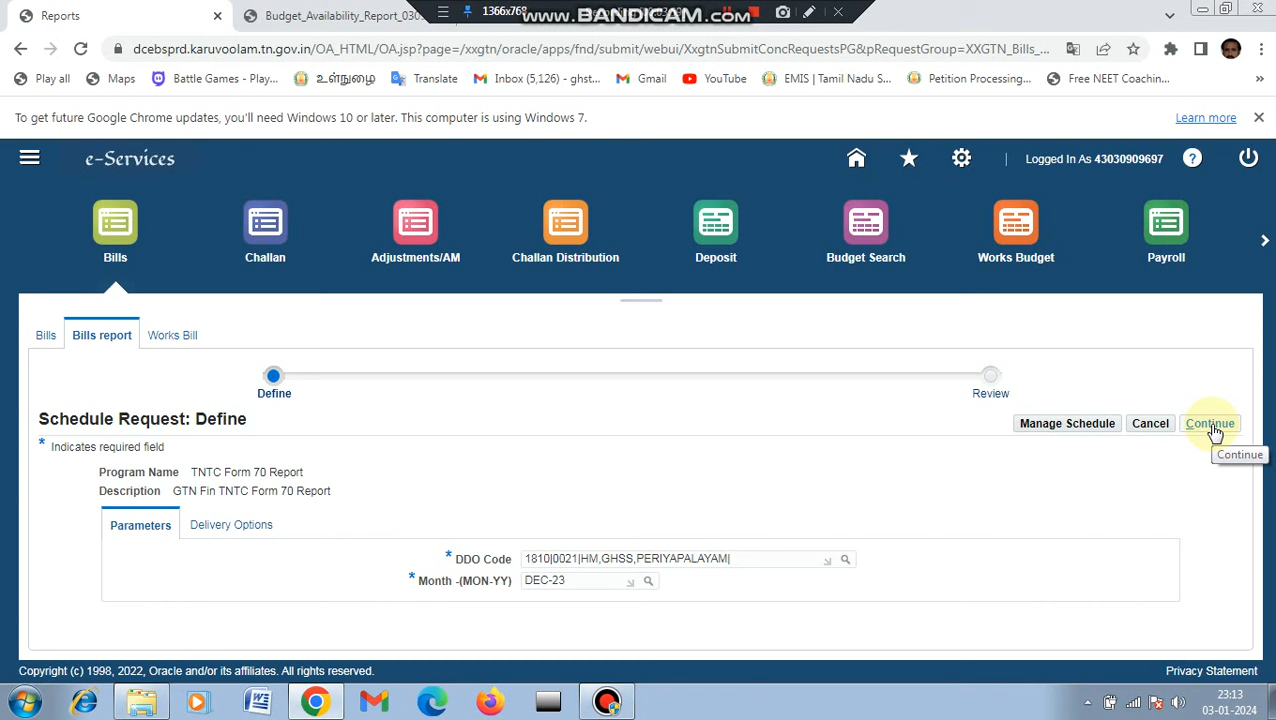 Reports
Budget_Availability_Report_030
1366x768
www.BANDICAM.com
dcebsprd.karuvoolam.tn.gov.in/OA_HTML/OA.jsp?page=/xxgtn/oracle/apps/fnd/submit/webui/XxgtnSubmitConcRequestsPG&pRequestGroup=XXGTN_Bills_...
Play all
Maps
Battle Games - Play...
உள்நுழை
Translate
Inbox (5,126) - ghst...
Gmail
YouTube
EMIS | Tamil Nadu S...
Petition Processing...
Free NEET Coachin...
»
To get future Google Chrome updates, you'll need Windows 10 or later. This computer is using Windows 7.
Learn more
e-Services
Logged In As 43030909697
Bills
Challan
Adjustments/AM
Challan Distribution
Deposit
Budget Search
Works Budget
Payroll
Bills
Bills report
Works Bill
Define
Review
Schedule Request: Define
Manage Schedule
Cancel
Continue
* Indicates required field
Continue
Program Name TNTC Form 70 Report
Description GTN Fin TNTC Form 70 Report
Parameters
Delivery Options
* DDO Code 1810|0021|HM,GHSS,PERIYAPALAYAM|
* Month -(MON-YY) DEC-23
Copyright (c) 1998, 2022, Oracle and/or its affiliates. All rights reserved.
Privacy Statement
23:13
03-01-2024